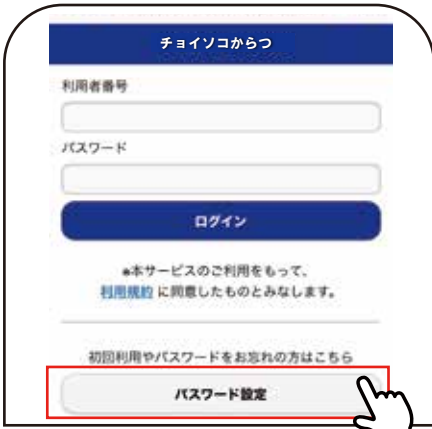 チョイソコからつ
利用者番号
パスワード
ログイン
※本サービスのご利用をもって、
利用規約 に同意したものとみなします。
初回利用やパスワードをお忘れの方はこちら
パスワード設定